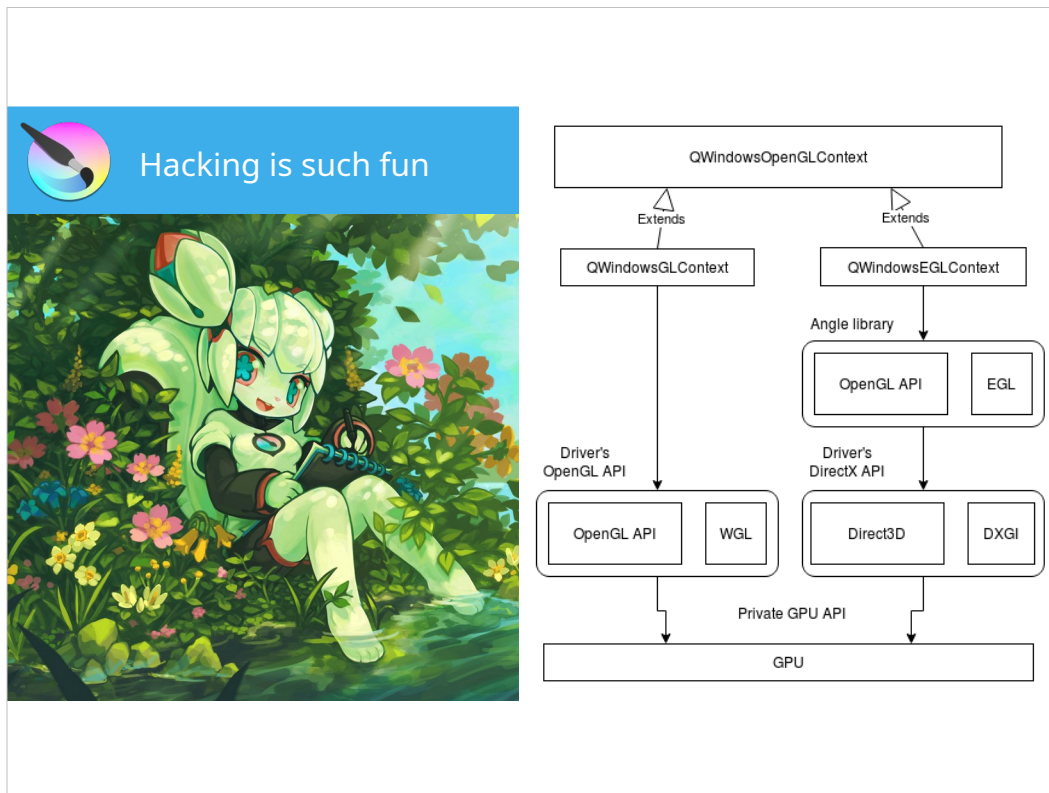 Hacking is such fun
QWindowsOpenGLContext
Extends
Extends
QWindowsGLContext
QWindowsEGLContext
Angle library
OpenGL API
EGL
Driver's
OpenGL API
Driver's
DirectX API
OpenGL API
WGL
Direct3D
DXGI
Private GPU API
GPU